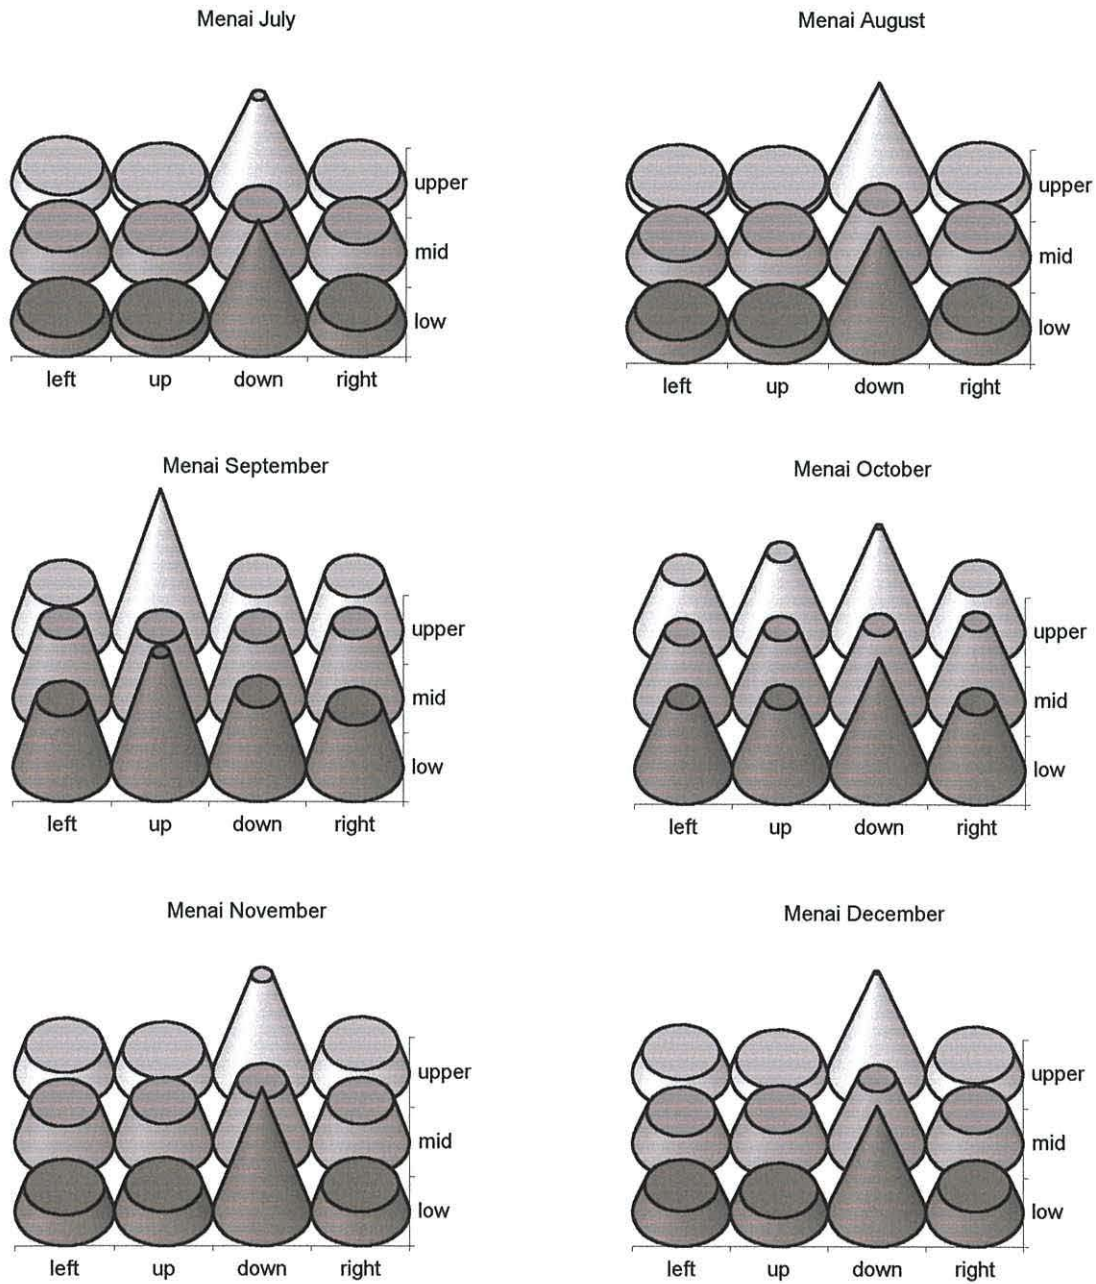 Menai July
upper
mid
low
left up down right
Menai August
upper
mid
low
left up down right
Menai September
upper
mid
low
left up down right
Menai October
upper
mid
low
left up down right
Menai November
upper
mid
low
left up down right
Menai December
upper
mid
low
left up down right